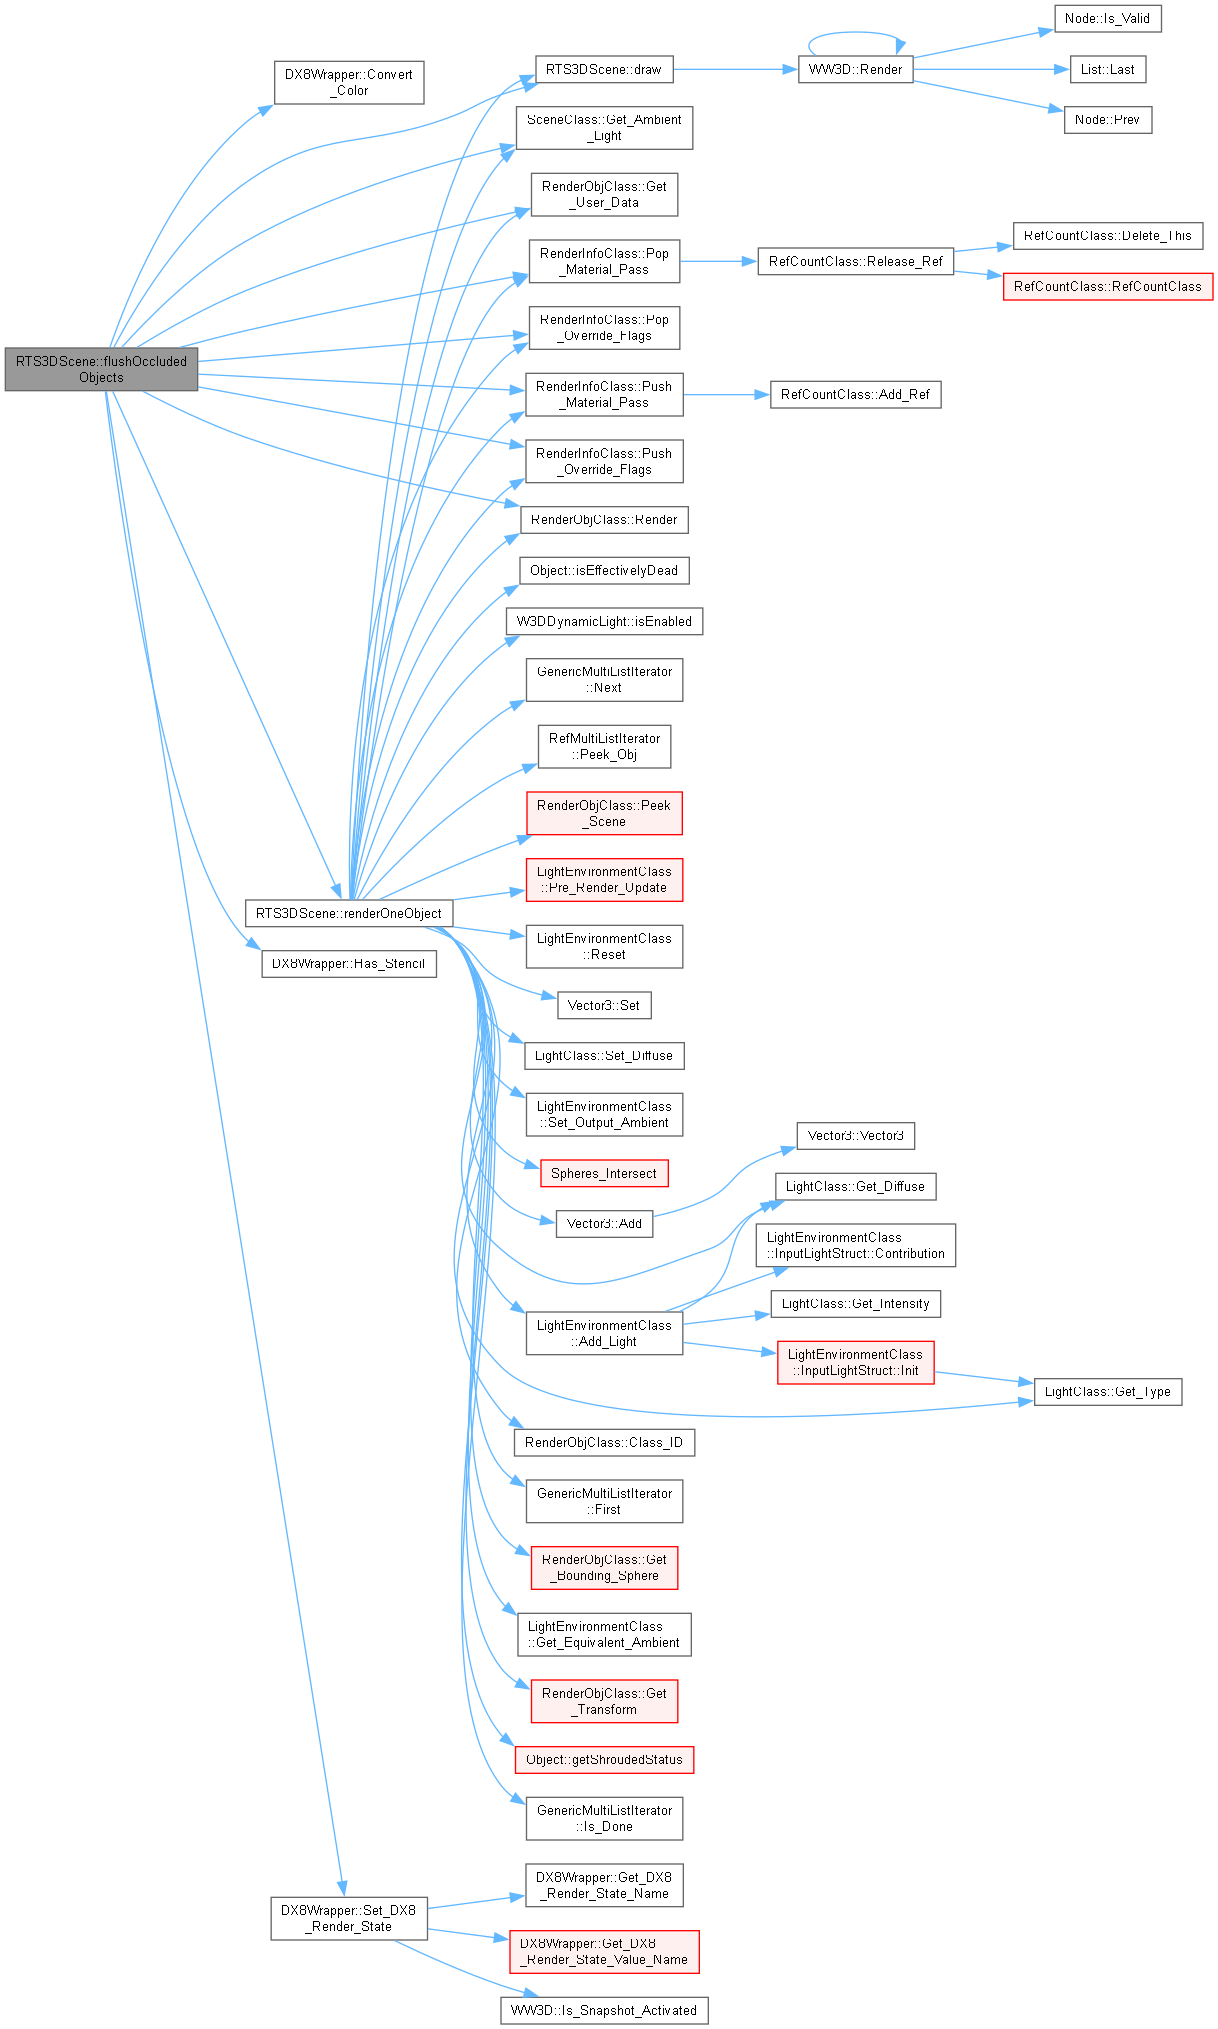 Node::Is_Valid
DX8Wrapper::Convert
_Color
RTS3DScene::draw
WW3D::Render
List::Last
SceneClass::Get_Ambient
_Light
Node::Prev
RenderObjClass::Get
_User_Data
RenderInfoClass::Pop
_Material_Pass
RefCountClass::Release_Ref
RefCountClass::Delete_This
RefCountClass::RefCountClass
RenderInfoClass::Pop
_Override_Flags
RTS3DScene::flushOccluded
Objects
RenderInfoClass::Push
_Material_Pass
RefCountClass::Add_Ref
RenderInfoClass::Push
_Override_Flags
RenderObjClass::Render
Object::isEffectivelyDead
W3DDynamicLight::isEnabled
GenericMultiListIterator
::Next
RefMultiListIterator
::Peek_Obj
RenderObjClass::Peek
_Scene
LightEnvironmentClass
::Pre_Render_Update
RTS3DScene::renderOneObject
LightEnvironmentClass
::Reset
DX8Wrapper::Has_Stencil
Vector3::Set
LightClass::Set_Diffuse
LightEnvironmentClass
::Set_Output_Ambient
Spheres_Intersect
Vector3::Vector3
Vector3::Add
LightClass::Get_Diffuse
LightEnvironmentClass
::InputLightStruct::Contribution
LightEnvironmentClass
::Add_Light
LightClass::Get_Intensity
LightEnvironmentClass
::InputLightStruct::Init
LightClass::Get_Type
RenderObjClass::Class_ID
GenericMultiListIterator
::First
RenderObjClass::Get
_Bounding_Sphere
LightEnvironmentClass
::Get_Equivalent_Ambient
RenderObjClass::Get
_Transform
Object::getShroudedStatus
GenericMultiListIterator
::Is_Done
DX8Wrapper::Set_DX8
_Render_State
DX8Wrapper::Get_DX8
_Render_State_Name
DX8Wrapper::Get_DX8
_Render_State_Value_Name
WW3D::Is_Snapshot_Activated